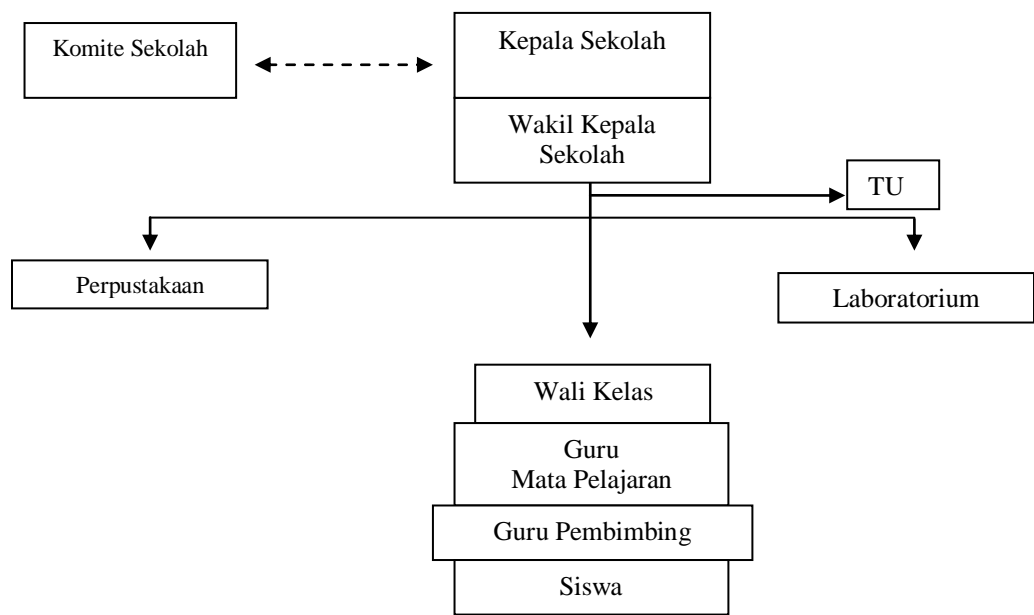 Komite Sekolah
Kepala Sekolah
Wakil Kepala
Sekolah
TU
Perpustakaan
Laboratorium
Wali Kelas
Guru
Mata Pelajaran
Guru Pembimbing
Siswa